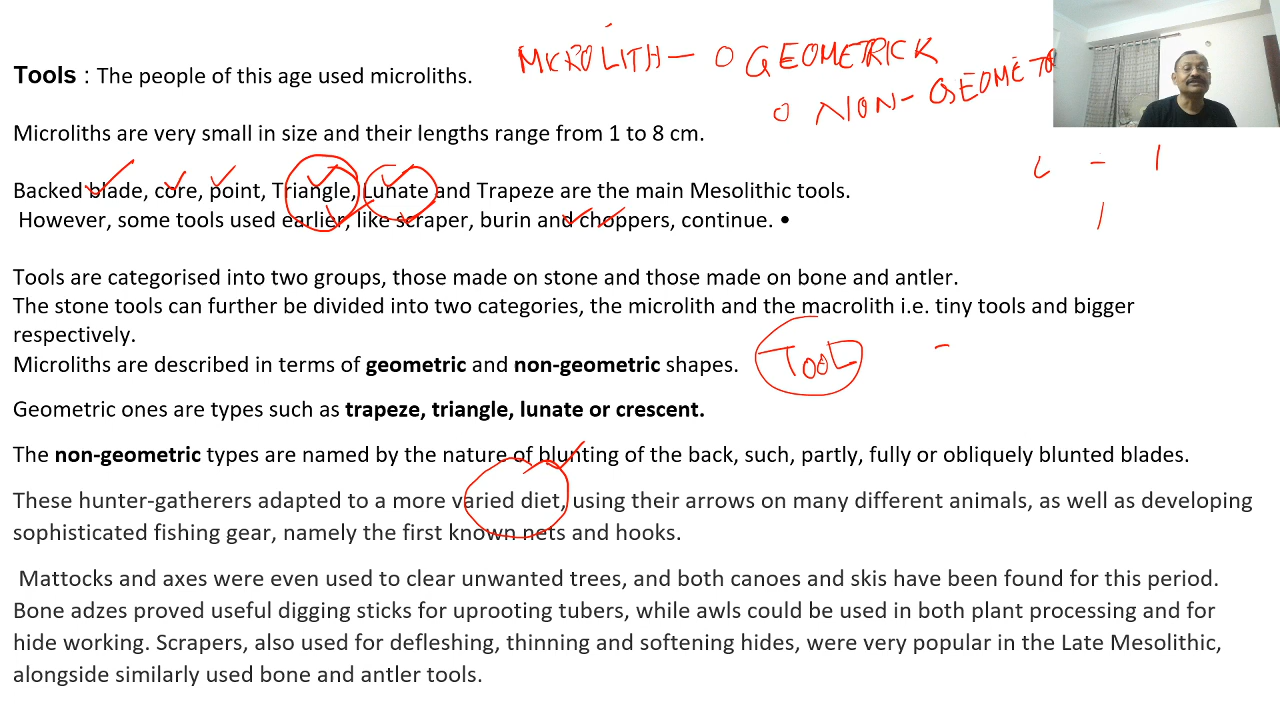 MICROLITH - O GEOMETRICK
O NON-GEOMETR
Tools : The people of this age used microliths.
Microliths are very small in size and their lengths range from 1 to 8 cm.
Backed blade, core, point, Triangle, Lunate and Trapeze are the main Mesolithic tools.
However, some tools used earlier, like scraper, burin and choppers, continue. •
Tools are categorised into two groups, those made on stone and those made on bone and antler.
The stone tools can further be divided into two categories, the microlith and the macrolith i.e. tiny tools and bigger
respectively.
Microliths are described in terms of geometric and non-geometric shapes.
TOOL
Geometric ones are types such as trapeze, triangle, lunate or crescent.
The non-geometric types are named by the nature of blunting of the back, such, partly, fully or obliquely blunted blades.
These hunter-gatherers adapted to a more varied diet, using their arrows on many different animals, as well as developing
sophisticated fishing gear, namely the first known nets and hooks.
Mattocks and axes were even used to clear unwanted trees, and both canoes and skis have been found for this period.
Bone adzes proved useful digging sticks for uprooting tubers, while awls could be used in both plant processing and for
hide working. Scrapers, also used for defleshing, thinning and softening hides, were very popular in the Late Mesolithic,
alongside similarly used bone and antler tools.